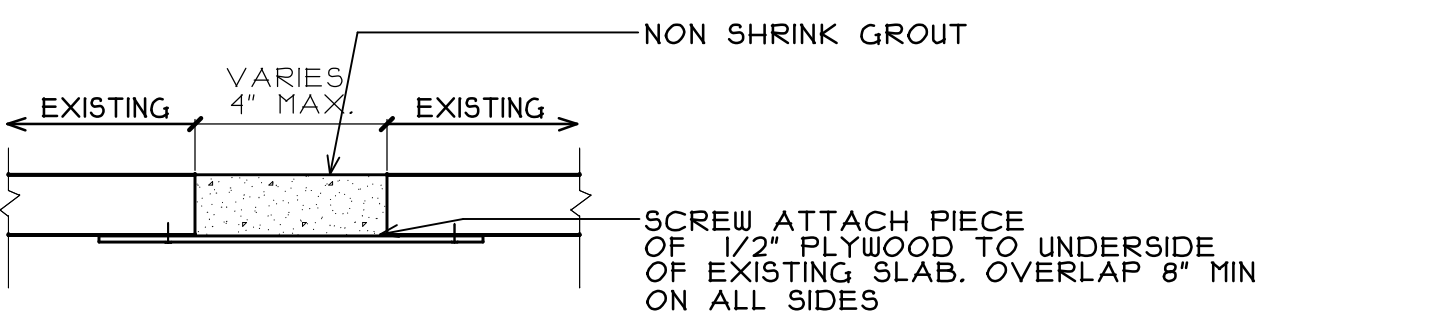 NON SHRINK GROUT
VARIES
4" MAX.
EXISTING
EXISTING
SCREW ATTACH PIECE
OF 1/2" PLYWOOD TO UNDERSIDE
OF EXISTING SLAB. OVERLAP 8" MIN
ON ALL SIDES